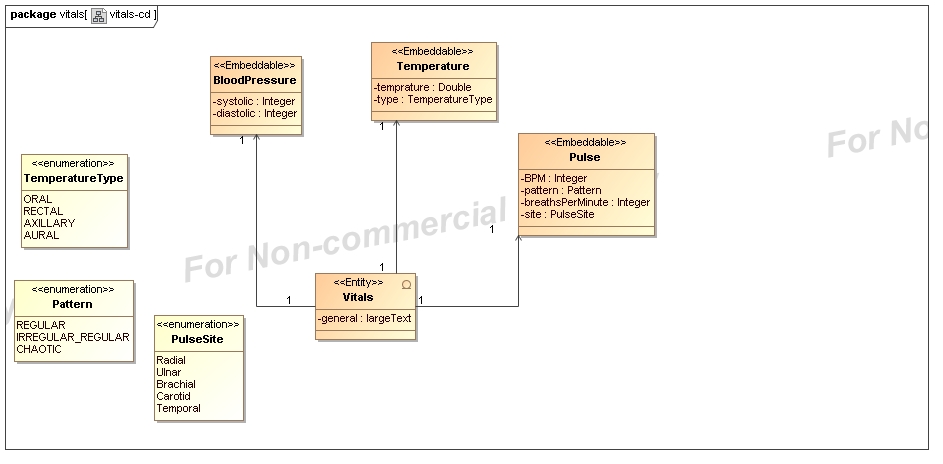 package vitals[ vitals-cd ]
<<Embeddable>>
BloodPressure
-systolic : Integer
-diastolic : Integer
1
<<Embeddable>>
Temperature
-temprature : Double
-type : TemperatureType
1
<<Embeddable>>
Pulse
-BPM : Integer
-pattern : Pattern
-breathsPerMinute : Integer
-site : PulseSite
1
For No
<<enumeration>>
TemperatureType
ORAL
RECTAL
AXILLARY
AURAL
For Non-commercial
<<enumeration>>
Pattern
REGULAR
IRREGULAR_REGULAR
CHAOTIC
<<enumeration>>
PulseSite
Radial
Ulnar
Brachial
Carotid
Temporal
1
1
<<Entity>>
Vitals
-general : largeText
1